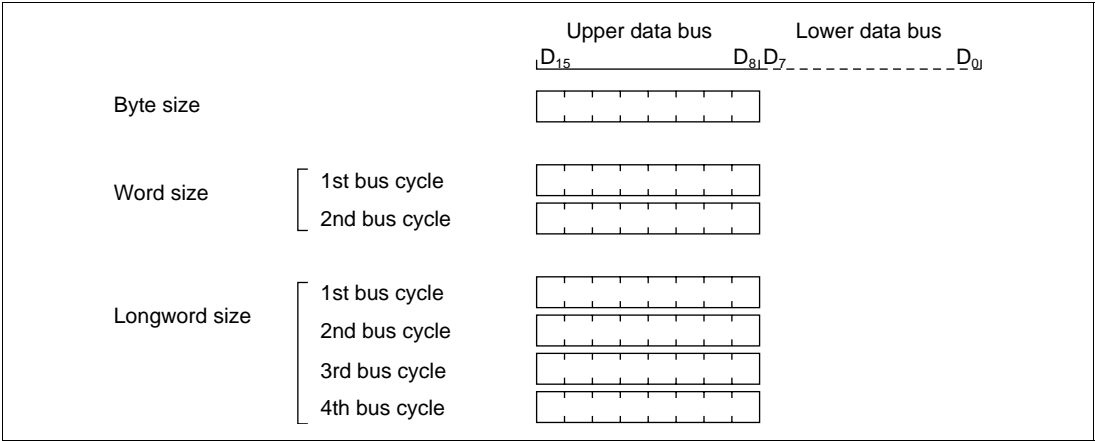 Upper data bus Lower data bus
D15 D8 D7 D0
Byte size
Word size
1st bus cycle
2nd bus cycle
Longword size
1st bus cycle
2nd bus cycle
3rd bus cycle
4th bus cycle